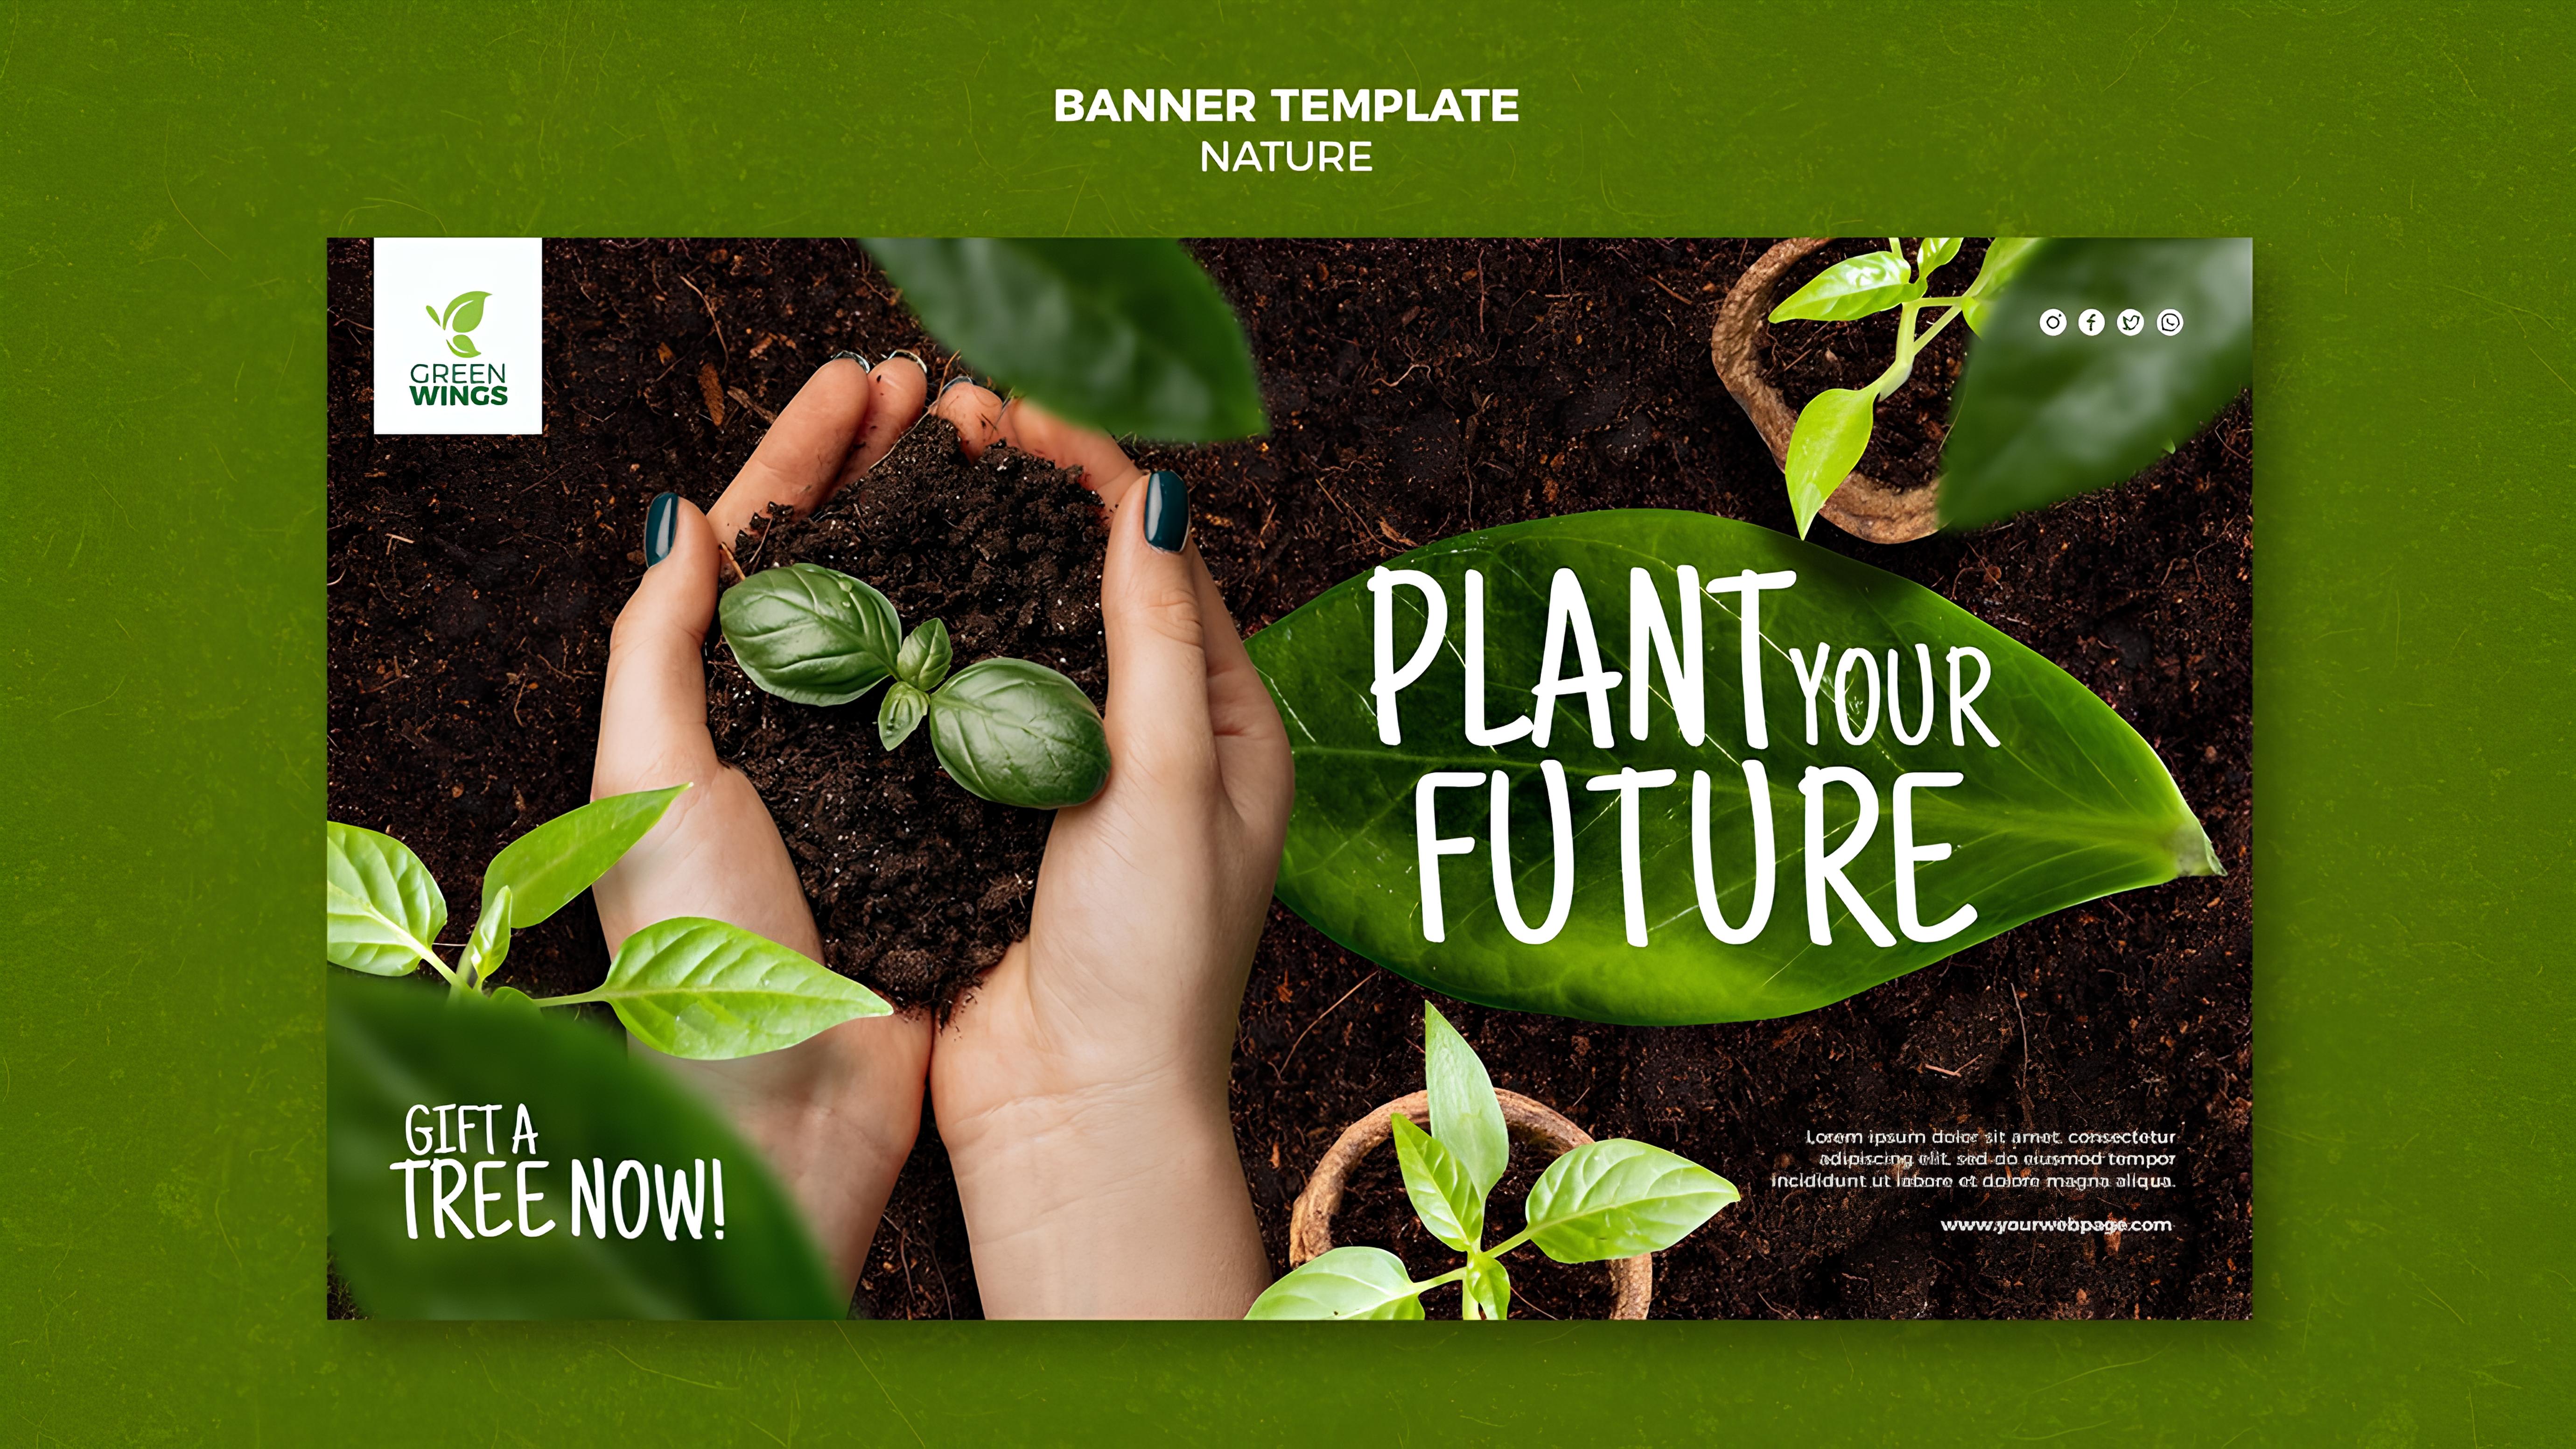 BANNER TEMPLATE
NATURE
GREEN
WINGS
PLANT YOUR
FUTURE
GIFT A
TREE NOW!
Lorem ipsum dolor sit amet, consectetur
adipiscing elit, sed do eiusmod tempor
incididunt ut labore et dolore magna aliqua.
www.yourwebpage.com